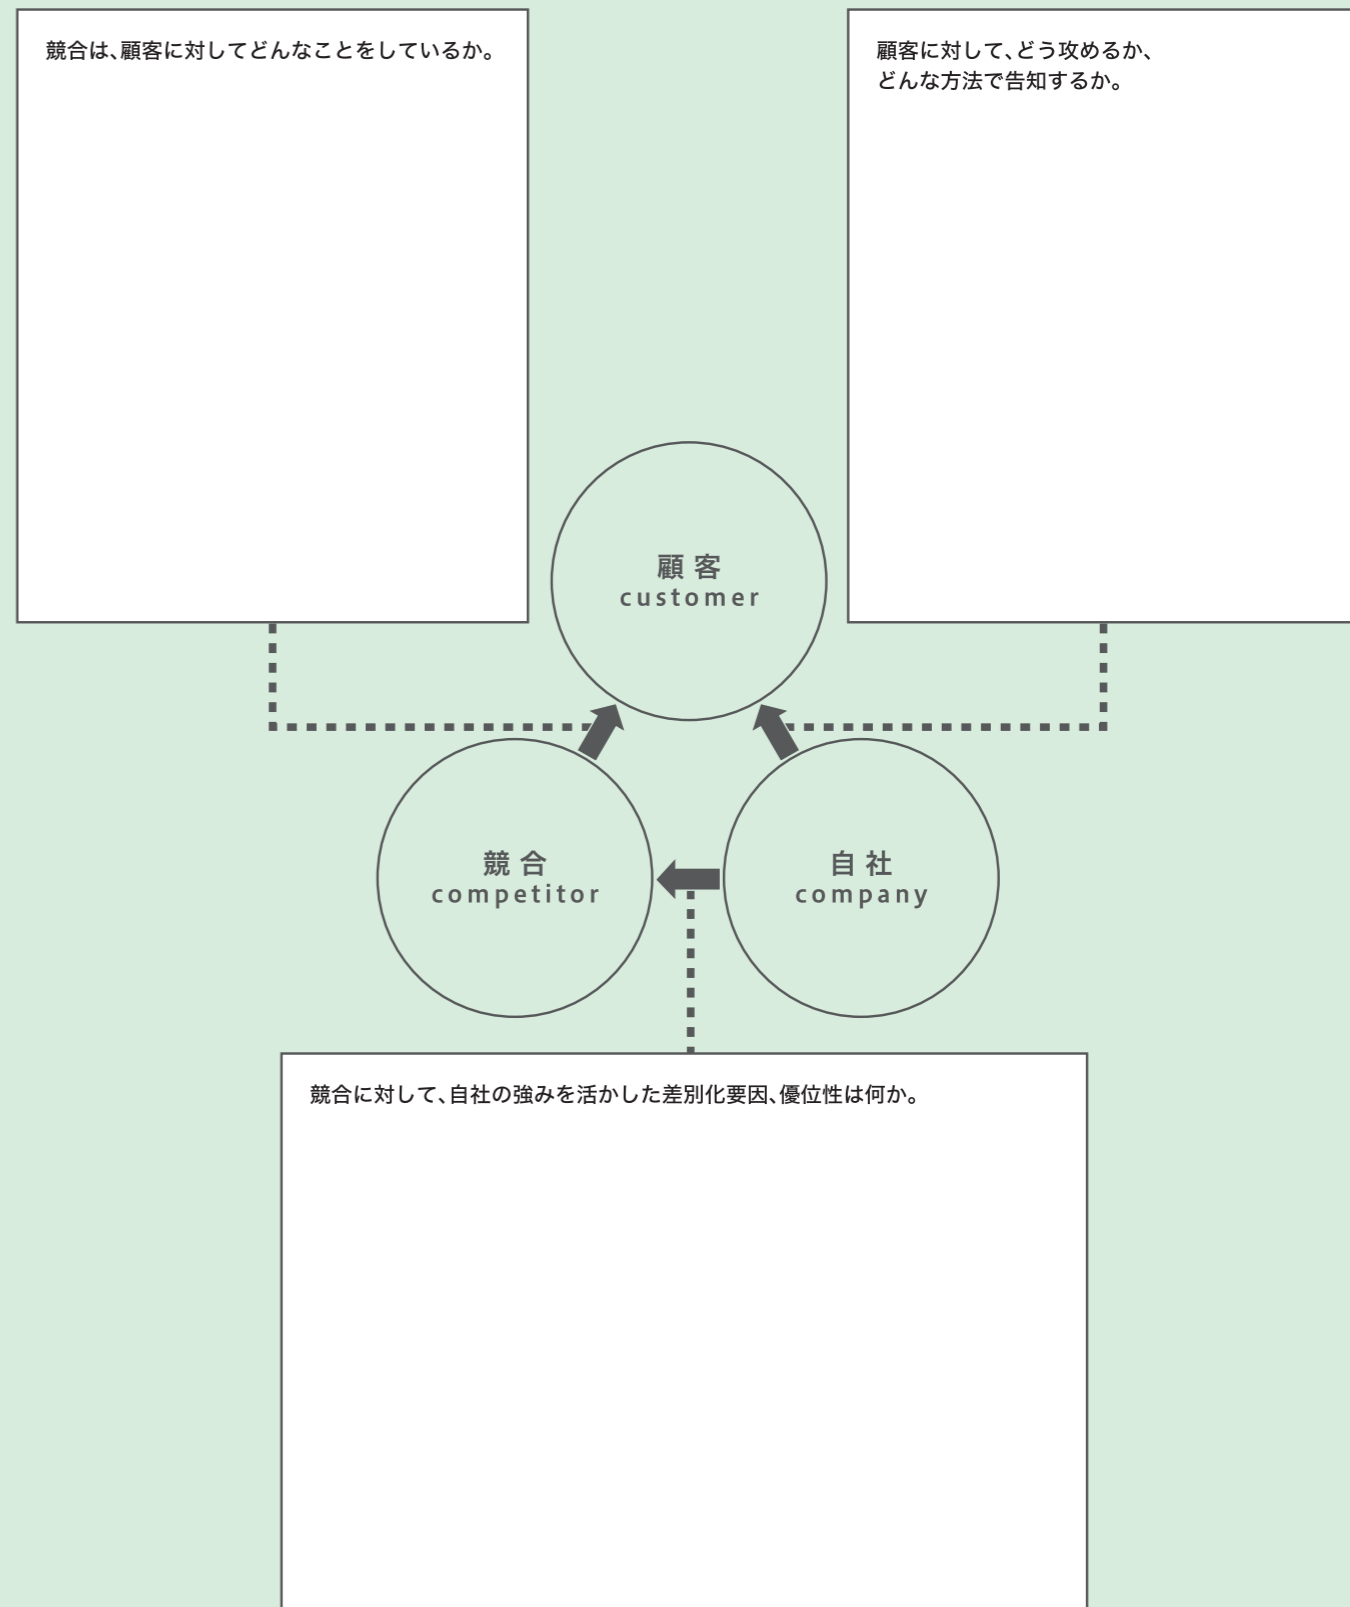 競合は、顧客に対してどんなことをしているか。
顧客に対して、どう攻めるか、
どんな方法で告知するか。
顧客
customer
競合
competitor
自社
company
競合に対して、自社の強みを活かした差別化要因、優位性は何か。